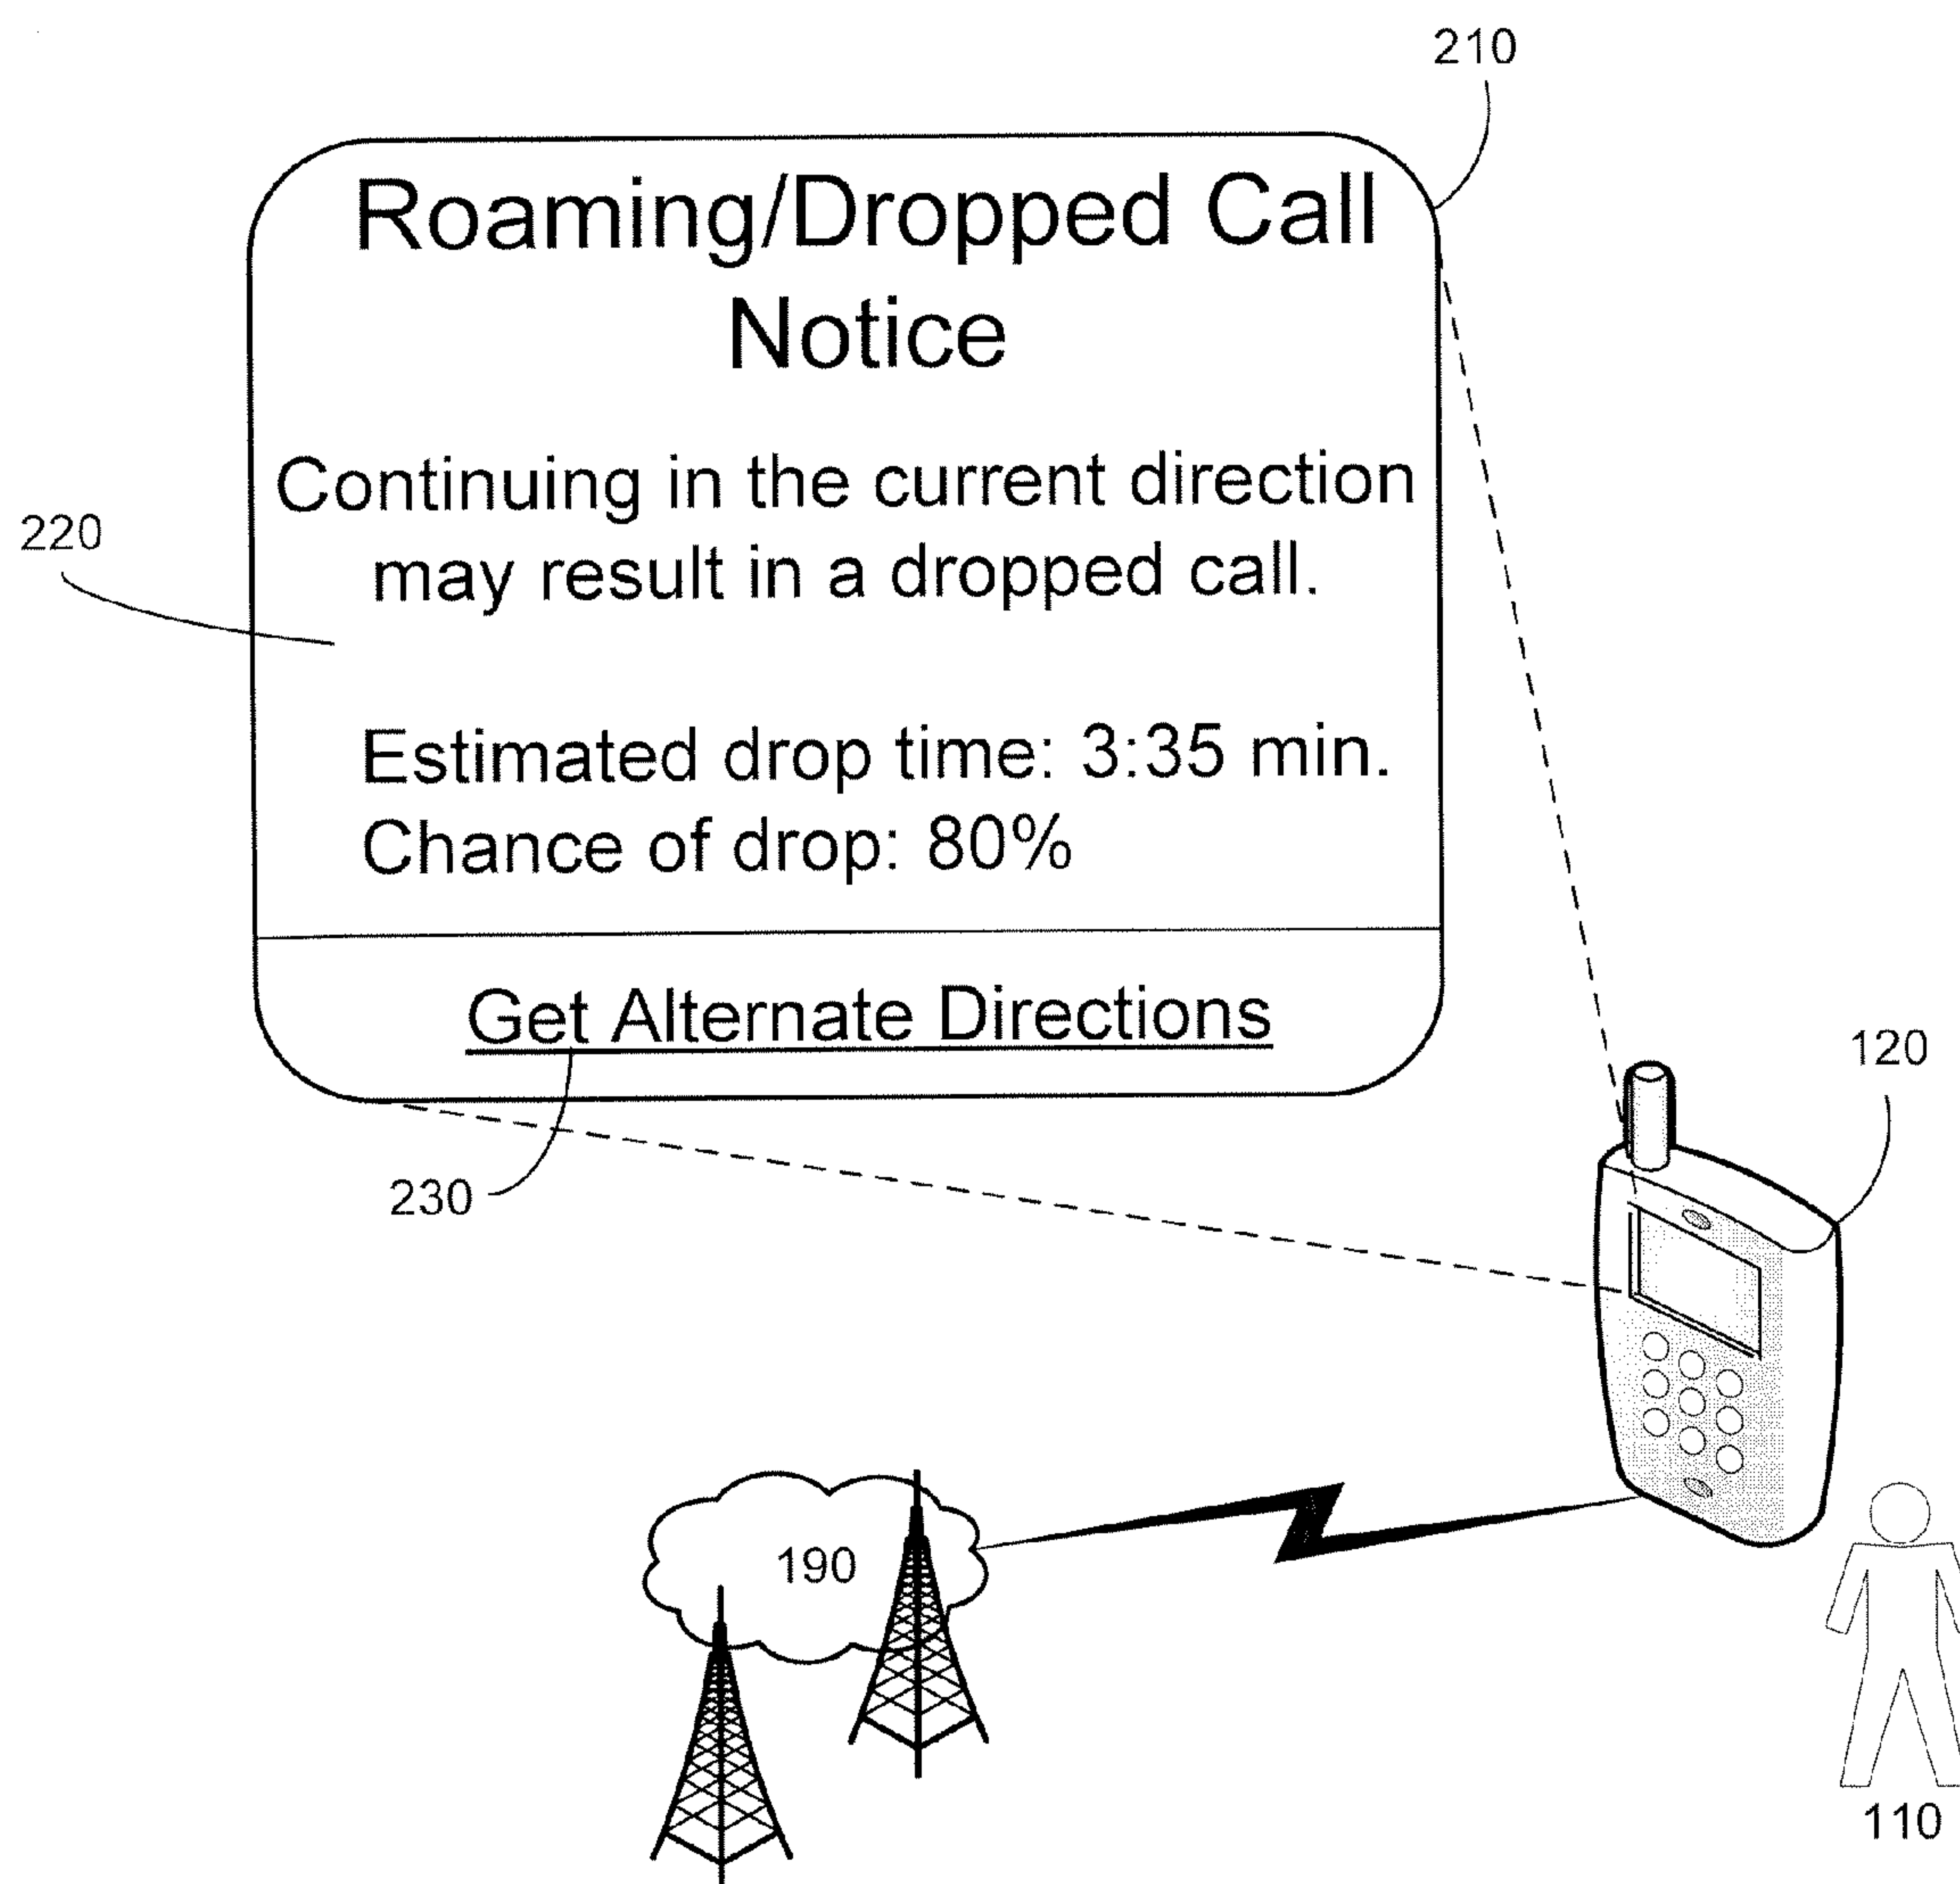 210
Roaming/Dropped Call
Notice
Continuing in the current direction
may result in a dropped call.
220
Estimated drop time: 3:35 min.
Chance of drop: 80%
Get Alternate Directions
120
230
190
110